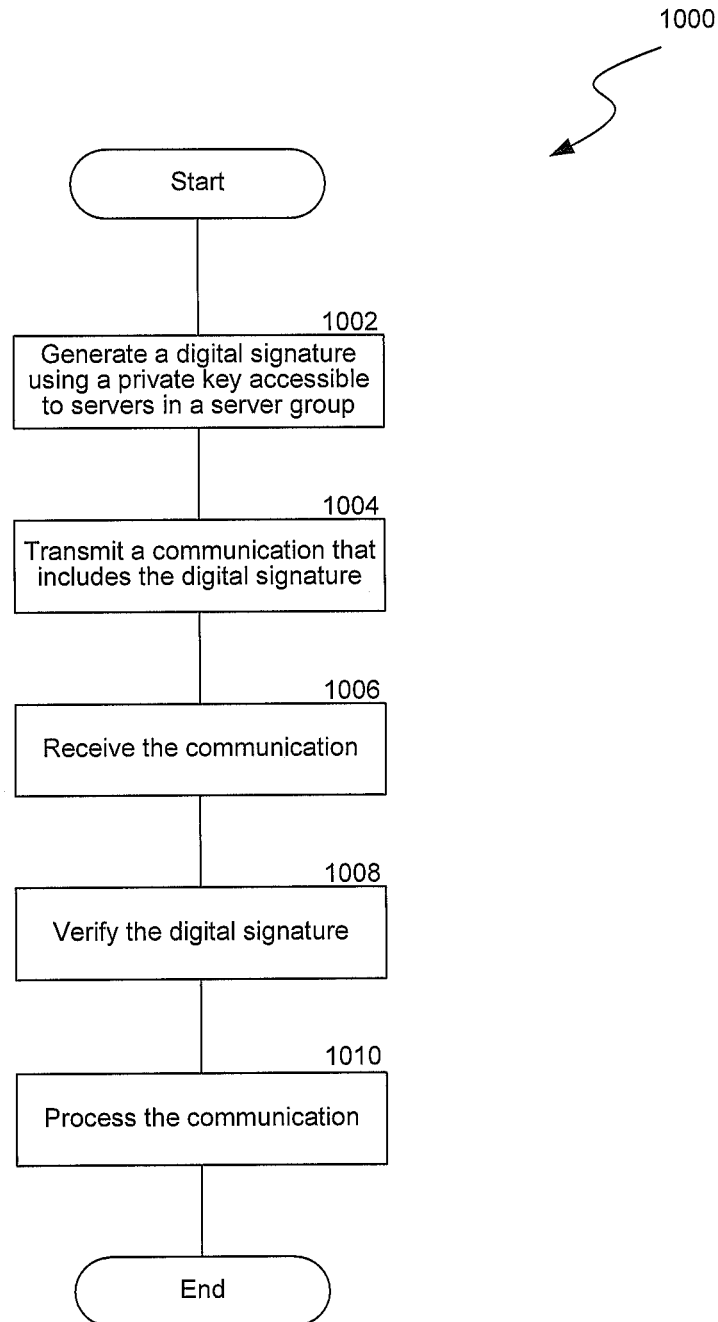 1000
Start
1002
Generate a digital signature
using a private key accessible
to servers in a server group
1004
Transmit a communication that
includes the digital signature
1006
Receive the communication
1008
Verify the digital signature
1010
Process the communication
End